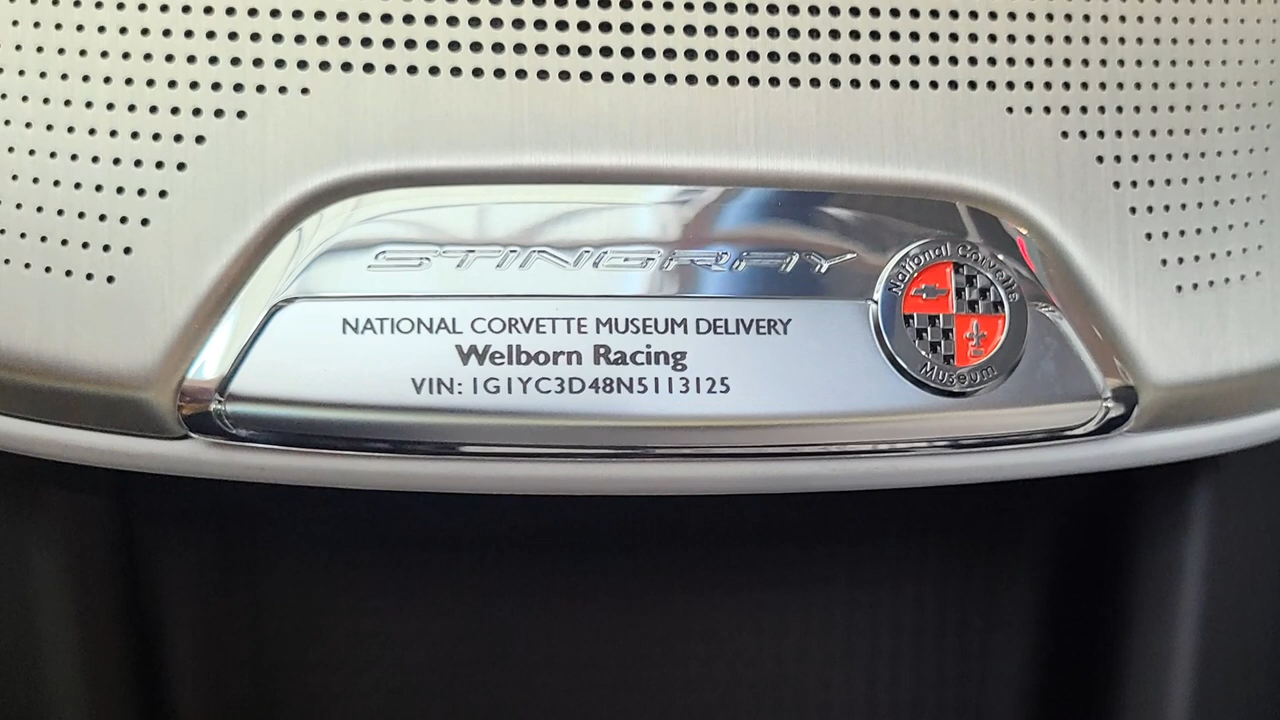 STINGRAY
NATIONAL CORVETTE MUSEUM DELIVERY
Welborn Racing
VIN: 1G1YC3D48N5113125
National Corvette
Museum